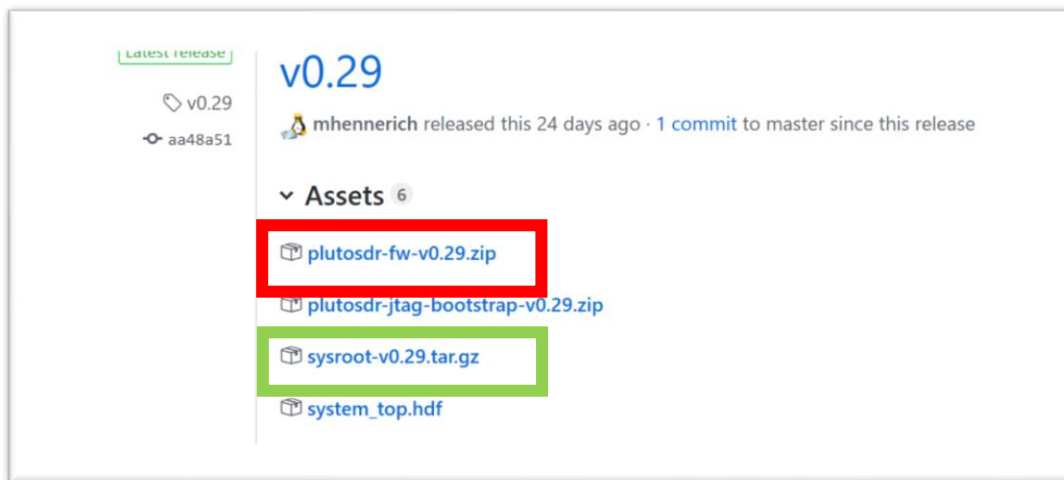 Latest release
v0.29
v0.29
aa48a51
mhennerich released this 24 days ago · 1 commit to master since this release
Assets 6
plutosdr-fw-v0.29.zip
plutosdr-jtag-bootstrap-v0.29.zip
sysroot-v0.29.tar.gz
system_top.hdf